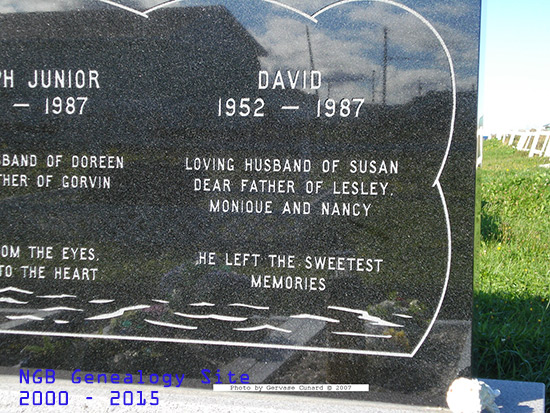 PH JUNIOR
— 1987
SBAND OF DOREEN
THER OF GORVIN
OM THE EYES,
TO THE HEART
DAVID
1952 — 1987
LOVING HUSBAND OF SUSAN
DEAR FATHER OF LESLEY,
MONIQUE AND NANCY
HE LEFT THE SWEETEST
MEMORIES
NGB Genealogy Site
2000 - 2015
Photo by Gervase Cunard © 2007